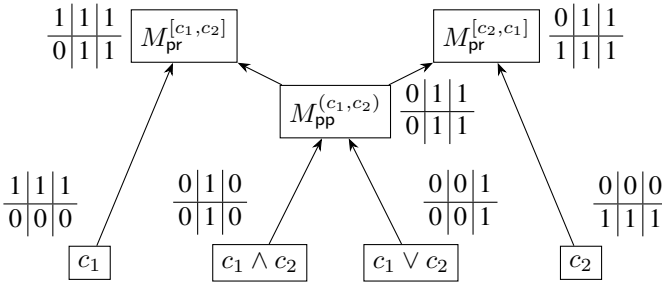 1|1|1 M_pr^[c₁,c₂] M_pr^[c₂,c₁] 0|1|1
0|1|1 1|1|1
M_pp^(c₁,c₂) 0|1|1
0|1|1
1|1|1 0|1|0 0|0|1 0|0|0
0|0|0 0|1|0 0|0|1 1|1|1
c₁ c₁ ∧ c₂ c₁ ∨ c₂ c₂